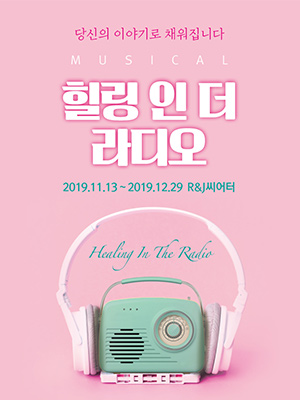 당신의 이야기로 채워집니다
MUSICAL
힐링 인 더
라디오
2019.11.13 ~ 2019.12.29 R&J씨어터
Healing In The Radio